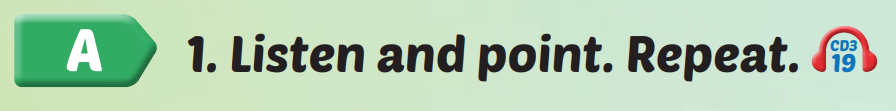 A 1. Listen and point. Repeat. CD3 19